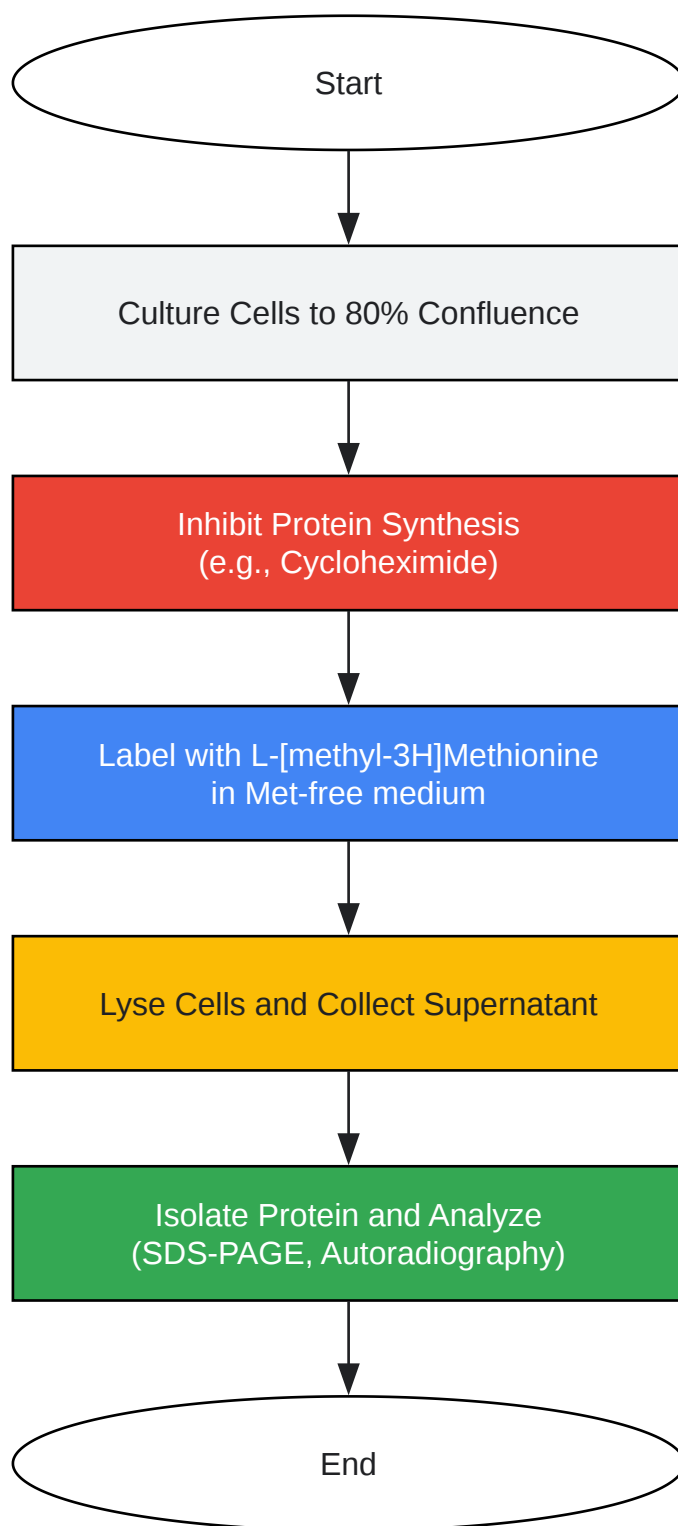 Start
Culture Cells to 80% Confluence
Inhibit Protein Synthesis
(e.g., Cycloheximide)
Label with L-[methyl-3H]Methionine
in Met-free medium
Lyse Cells and Collect Supernatant
Isolate Protein and Analyze
(SDS-PAGE, Autoradiography)
End